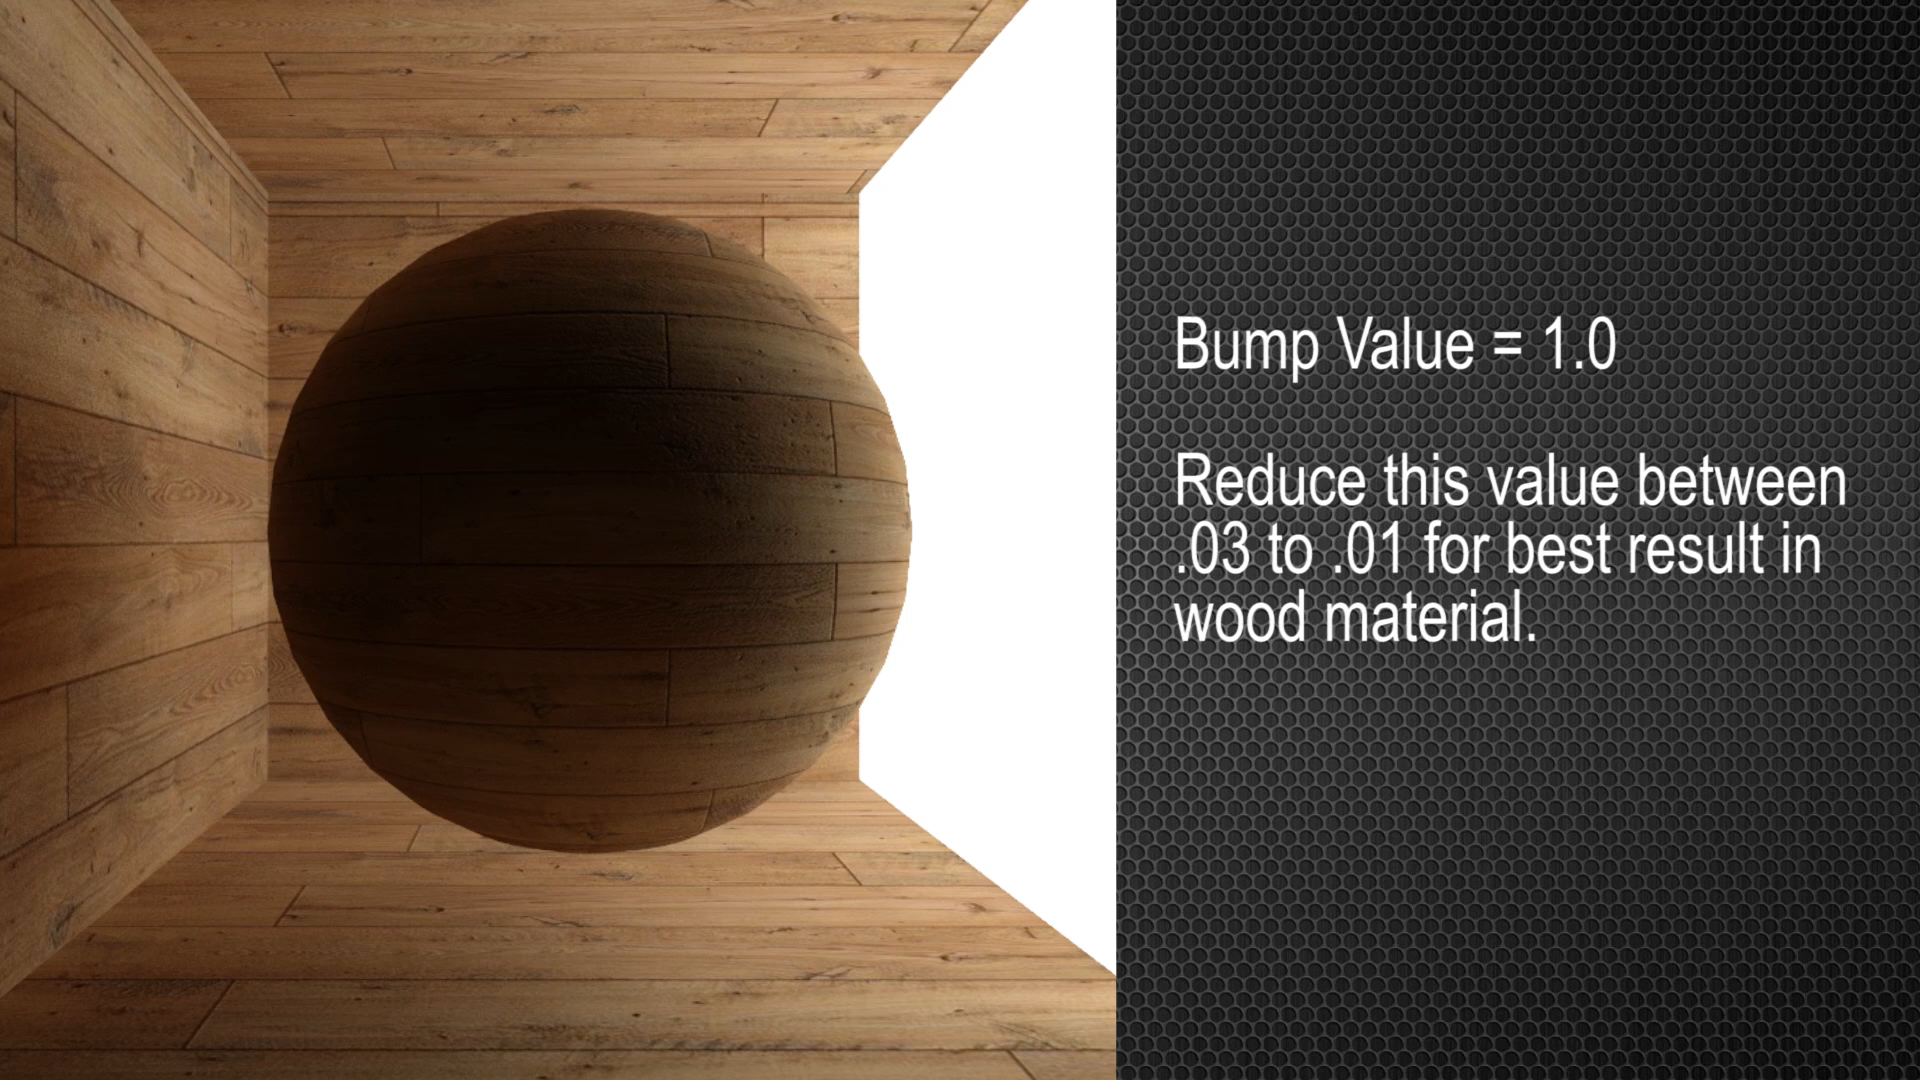 Bump Value = 1.0
Reduce this value between
.03 to .01 for best result in
wood material.